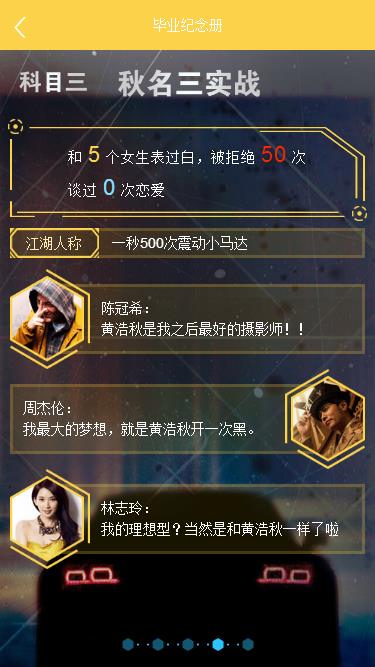 毕业纪念册
科目三 秋名三实战
和 5 个女生表过白，被拒绝 50 次
谈过 0 次恋爱
江湖人称 一秒500次震动小马达
陈冠希：
黄浩秋是我之后最好的摄影师！！
周杰伦：
我最大的梦想，就是黄浩秋开一次黑。
林志玲：
我的理想型？当然是和黄浩秋一样了啦